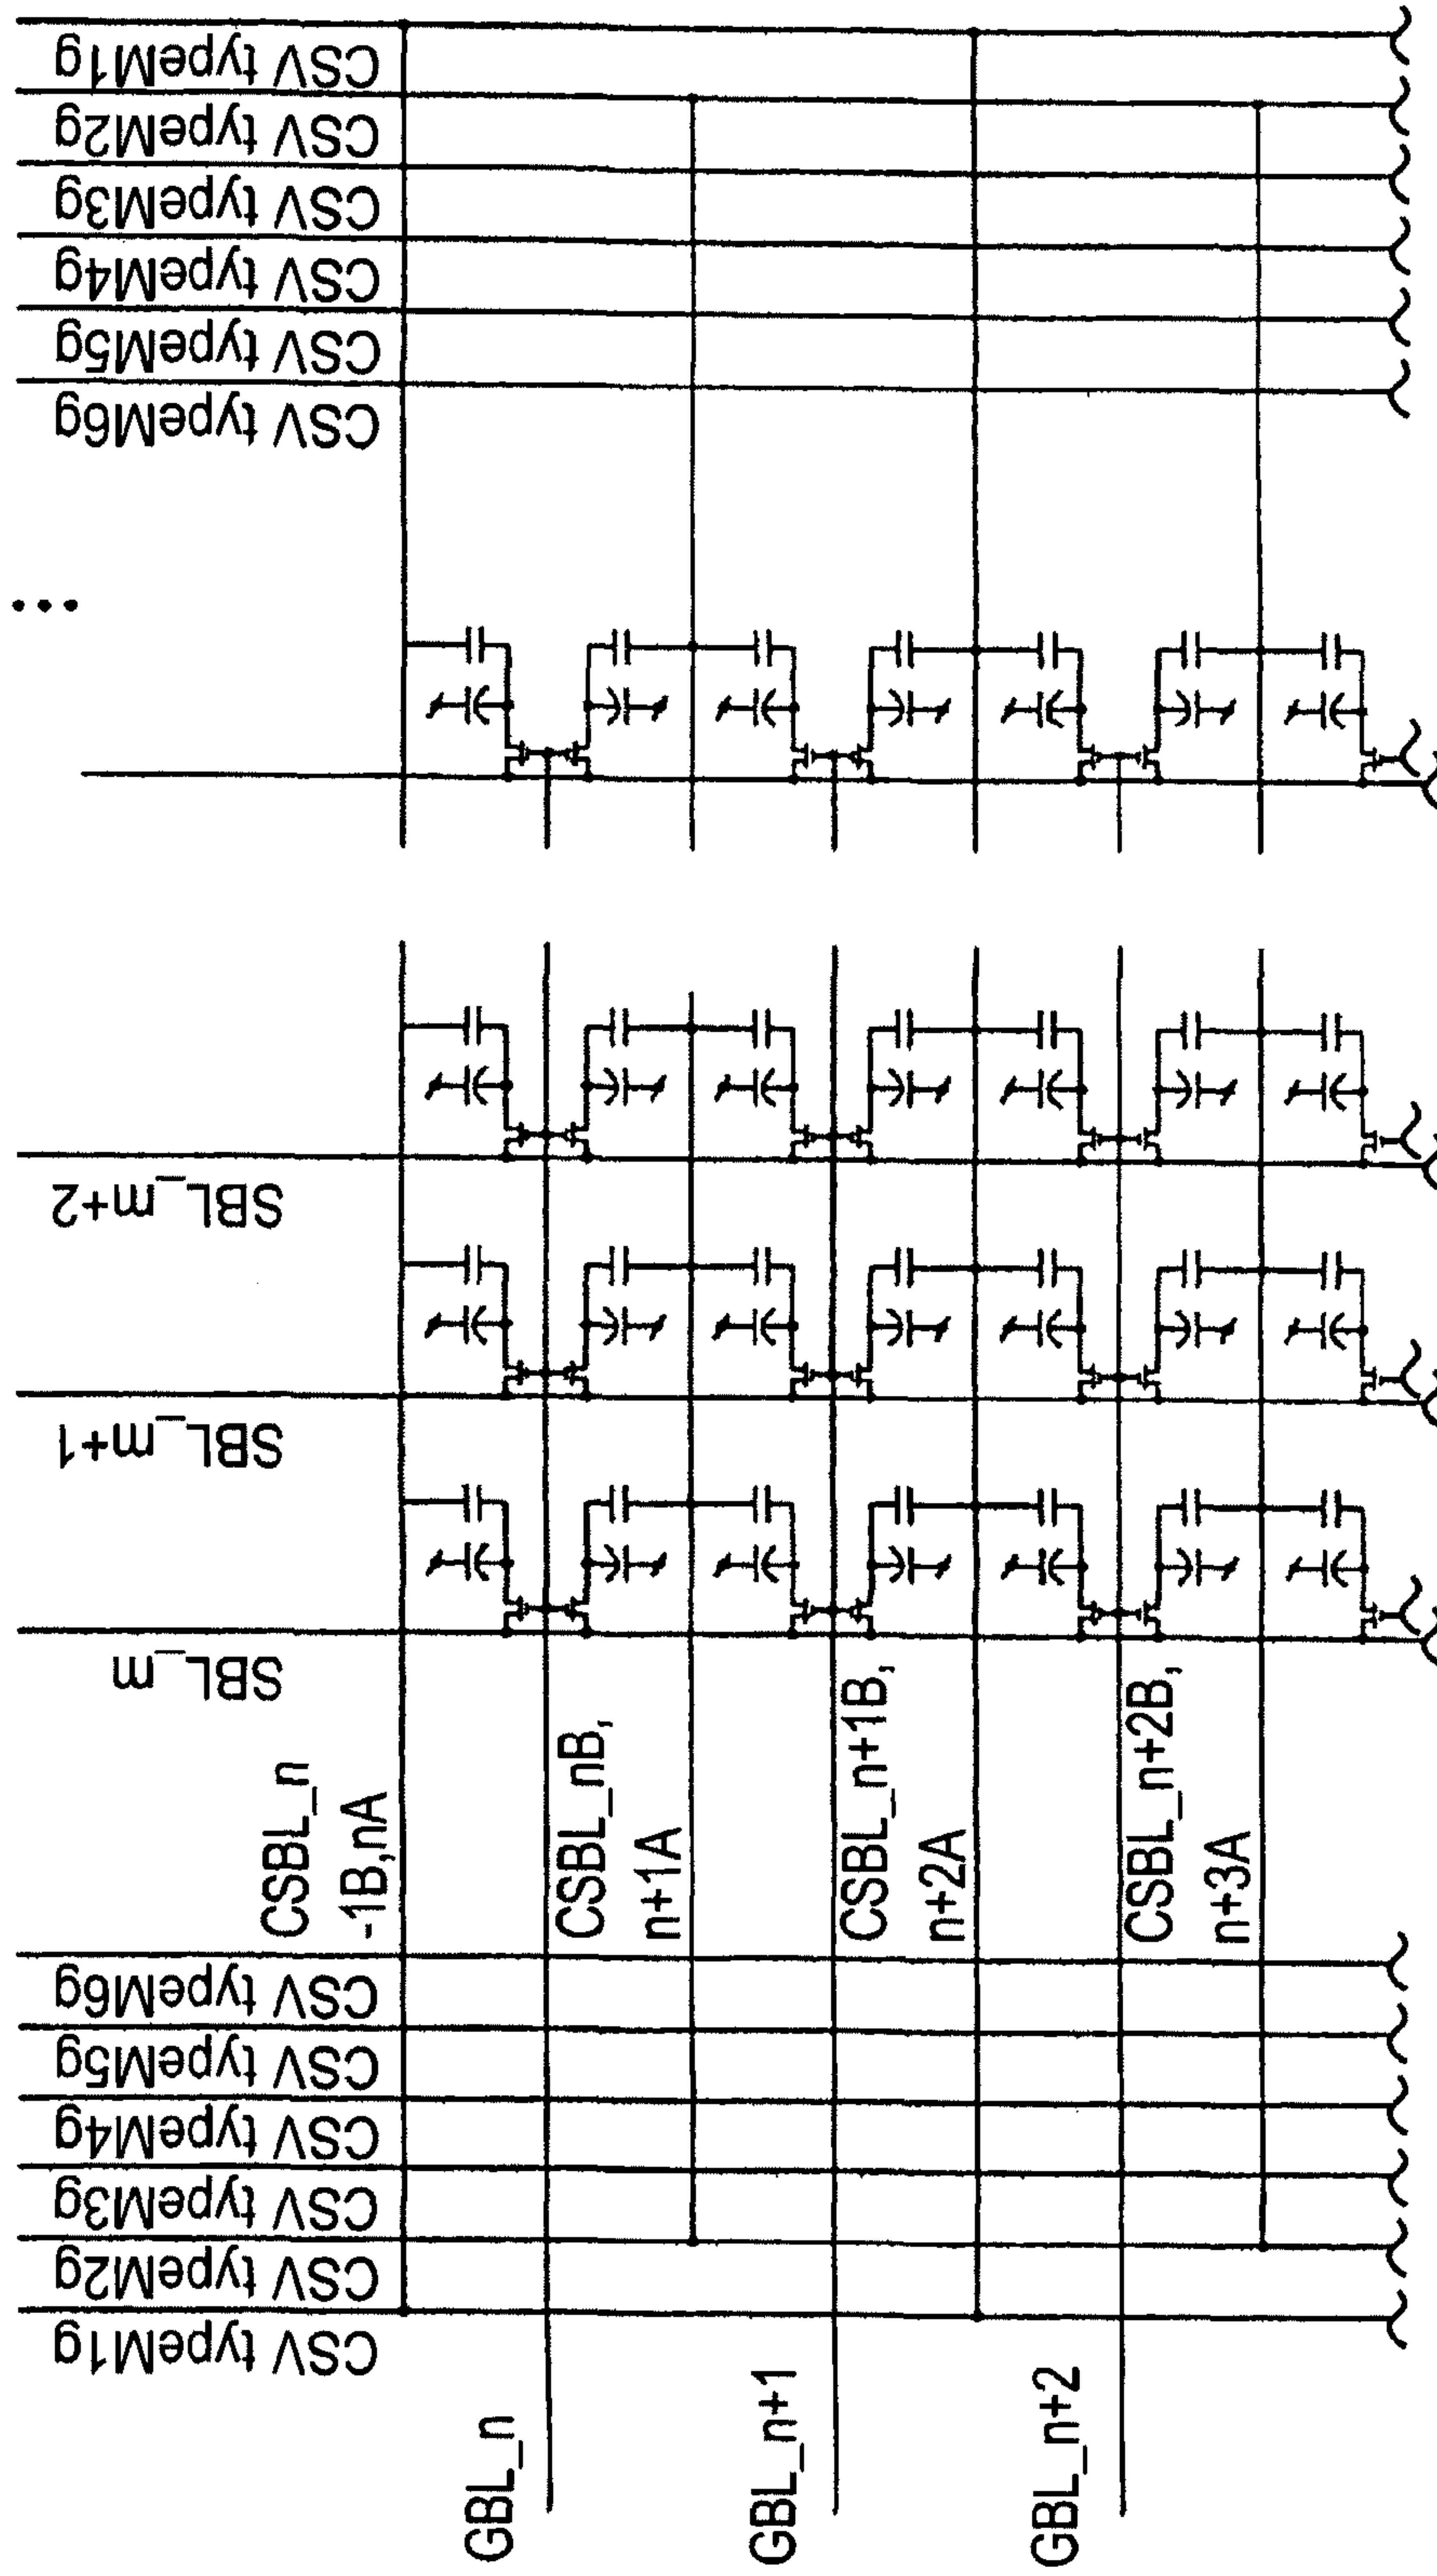 CSV typeM1g
CSV typeM2g
CSV typeM3g
CSV typeM4g
CSV typeM5g
CSV typeM6g
SBL_m
SBL_m+1
SBL_m+2
...
CSV typeM6g
CSV typeM5g
CSV typeM4g
CSV typeM3g
CSV typeM2g
CSV typeM1g
CSBL_n
-1B,nA
GBL_n
CSBL_nB,
n+1A
GBL_n+1
CSBL_n+1B,
n+2A
GBL_n+2
CSBL_n+2B,
n+3A